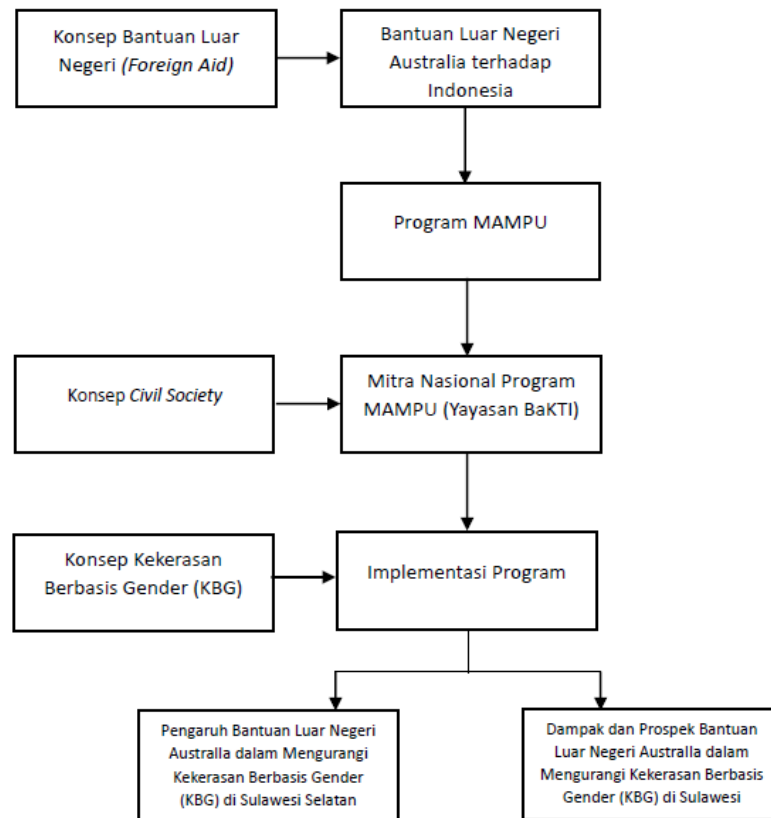 Konsep Bantuan Luar
Negeri (Foreign Aid)
Bantuan Luar Negeri
Australia terhadap
Indonesia
Program MAMPU
Konsep Civil Society
Mitra Nasional Program
MAMPU (Yayasan BaKTI)
Konsep Kekerasan
Berbasis Gender (KBG)
Implementasi Program
Pengaruh Bantuan Luar Negeri
Australla dalam Mengurangi
Kekerasan Berbasis Gender
(KBG) di Sulawesi Selatan
Dampak dan Prospek Bantuan
Luar Negeri Australla dalam
Mengurangi Kekerasan Berbasis
Gender (KBG) di Sulawesi